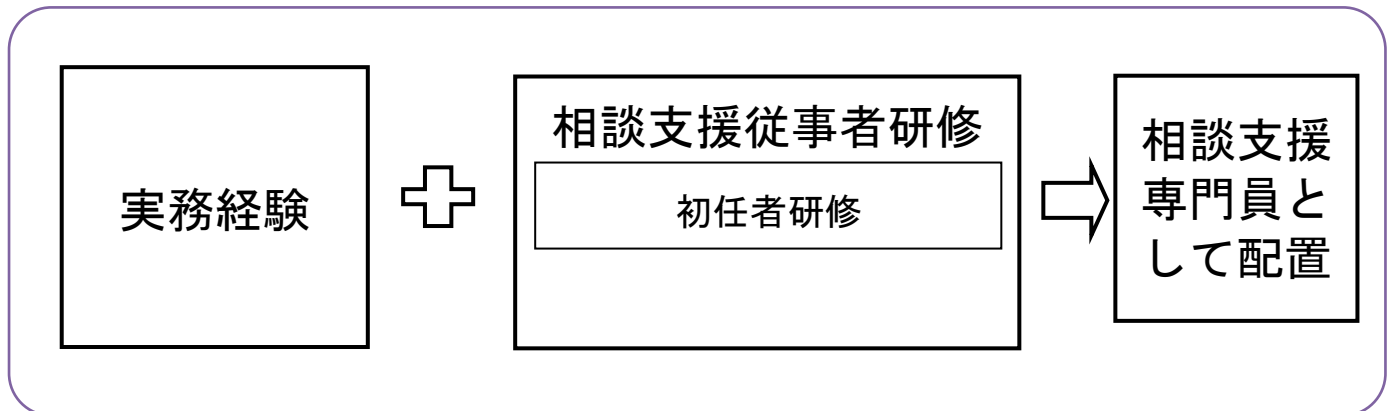 実務経験
相談支援従事者研修
初任者研修
相談支援
専門員と
して配置